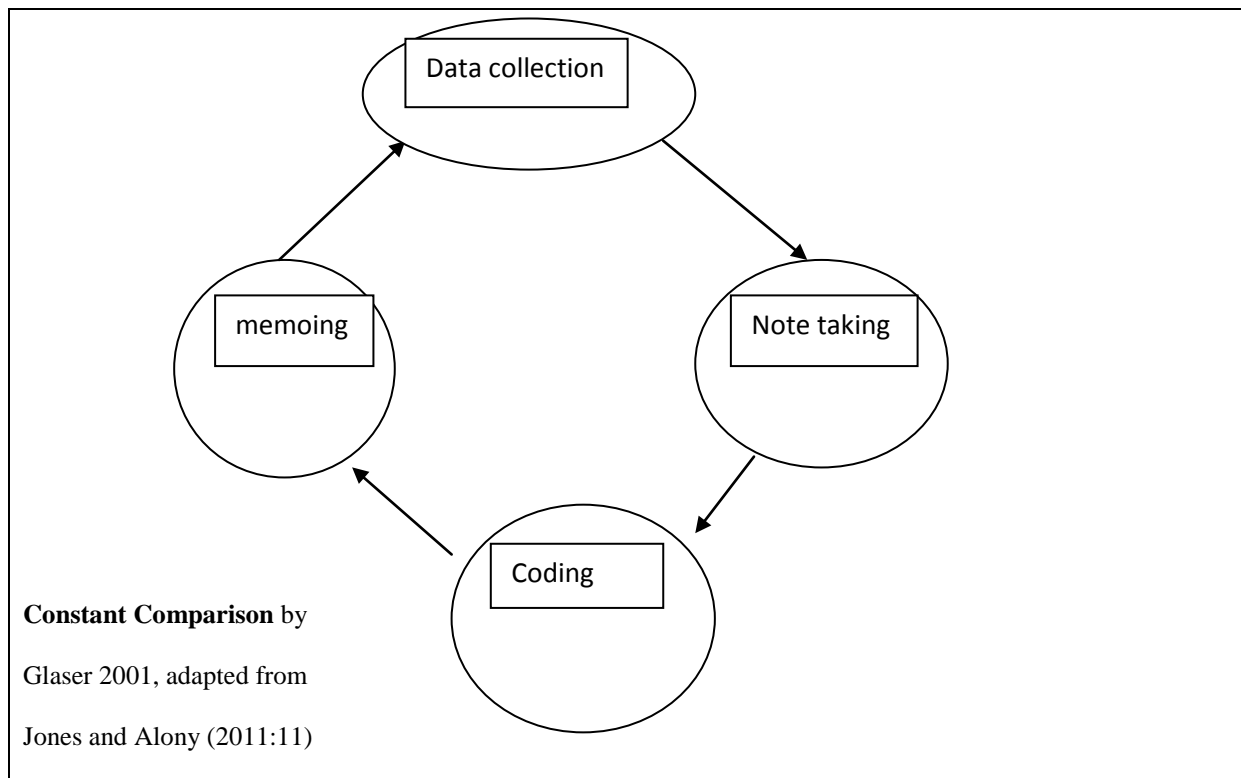 Data collection
memoing
Note taking
Coding
Constant Comparison by
Glaser 2001, adapted from
Jones and Alony (2011:11)